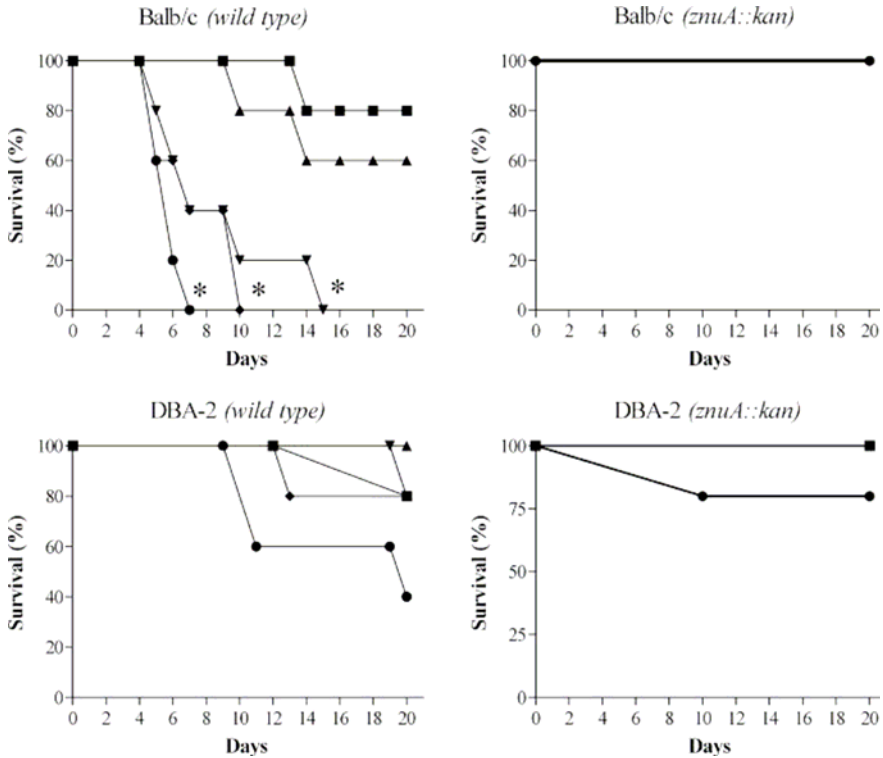 Balb/c (wild type)
Survival (%)
100
80
60
40
20
0
* * *
0 2 4 6 8 10 12 14 16 18 20
Days
Balb/c (znuA::kan)
Survival (%)
100
80
60
40
20
0
0 2 4 6 8 10 12 14 16 18 20
Days
DBA-2 (wild type)
Survival (%)
100
80
60
40
20
0
0 2 4 6 8 10 12 14 16 18 20
Days
DBA-2 (znuA::kan)
Survival (%)
100
75
50
25
0
0 2 4 6 8 10 12 14 16 18 20
Days